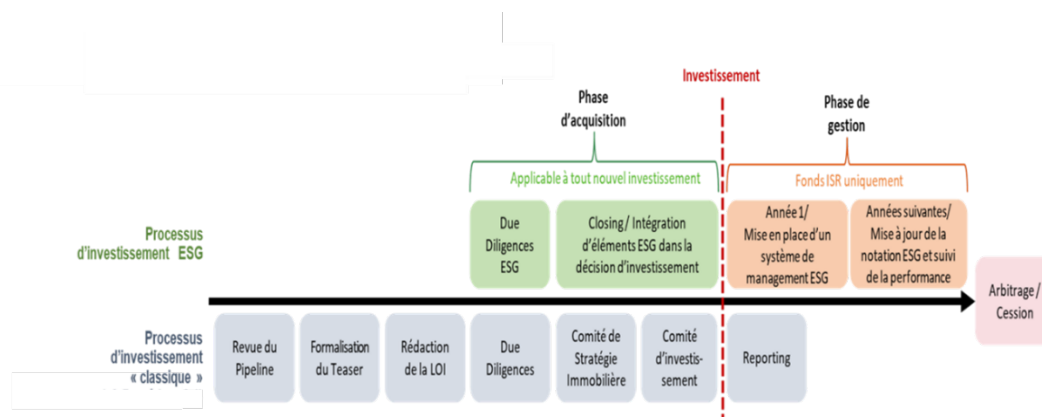 Investissement
Phase
d'acquisition
Phase de
gestion
Applicable à tout nouvel investissement
Fonds ISR uniquement
Processus
d'investissement ESG
Due
Diligences
ESG
Closing / Intégration
d'éléments ESG dans la
décision d'investissement
Année 1/
Mise en place d'un
système de
management ESG
Années suivantes/
Mise à jour de la
notation ESG et suivi
de la performance
Arbitrage /
Cession
Processus
d'investissement
« classique »
Revue du
Pipeline
Formalisation
du Teaser
Rédaction
de la LOI
Due
Diligences
Comité de
Stratégie
Immobilière
Comité
d'investis-
sement
Reporting